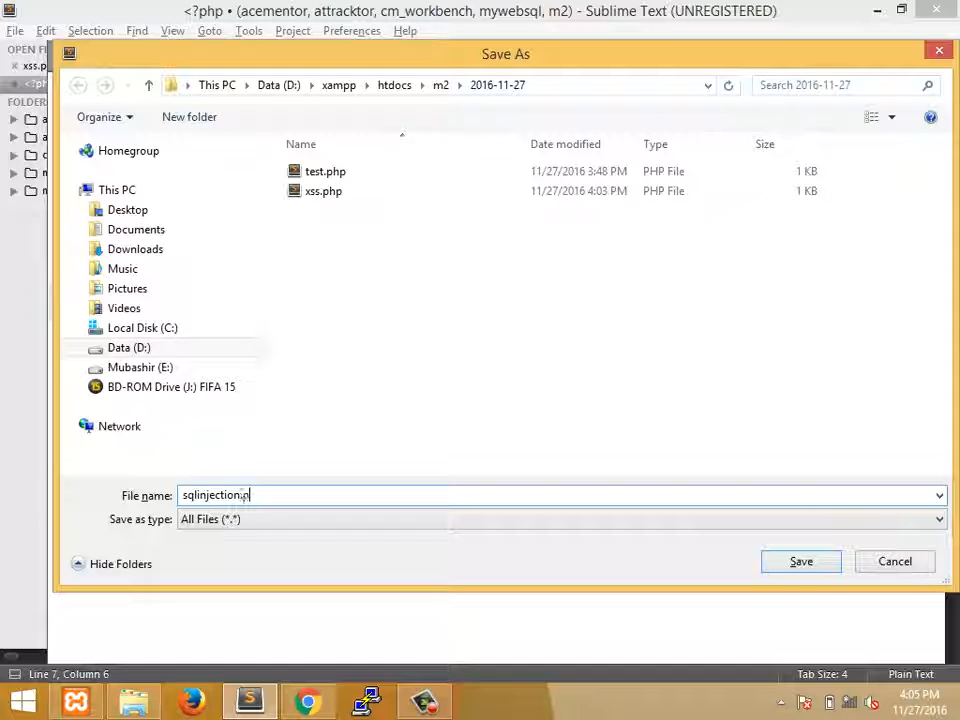 <?php • (acementor, attracktor, cm_workbench, mywebsql, m2) - Sublime Text (UNREGISTERED)
File Edit Selection Find View Goto Tools Project Preferences Help
OPEN FI
xss.p
<?p
FOLDER
Save As
This PC Data (D:) xampp htdocs m2 2016-11-27
Search 2016-11-27
Organize New folder
Name Date modified Type Size
test.php 11/27/2016 3:48 PM PHP File 1 KB
xss.php 11/27/2016 4:03 PM PHP File 1 KB
Homegroup
This PC
Desktop
Documents
Downloads
Music
Pictures
Videos
Local Disk (C:)
Data (D:)
Mubashir (E:)
BD-ROM Drive (J:) FIFA 15
Network
File name: sqlinjection.p
Save as type: All Files (*.*)
Hide Folders
Save Cancel
Line 7, Column 6 Tab Size: 4 Plain Text
4:05 PM
11/27/2016